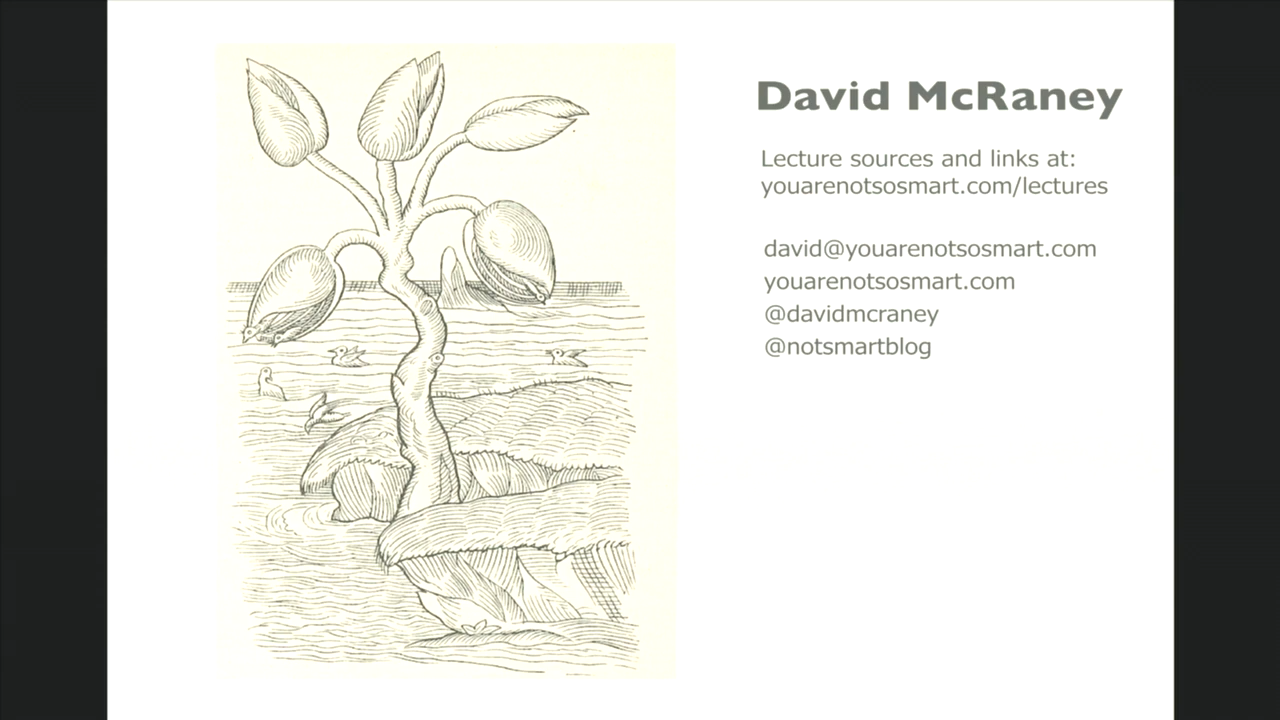 David McRaney
Lecture sources and links at:
youarenotsosmart.com/lectures
david@youarenotsosmart.com
youarenotsosmart.com
@davidmcraney
@notsmartblog